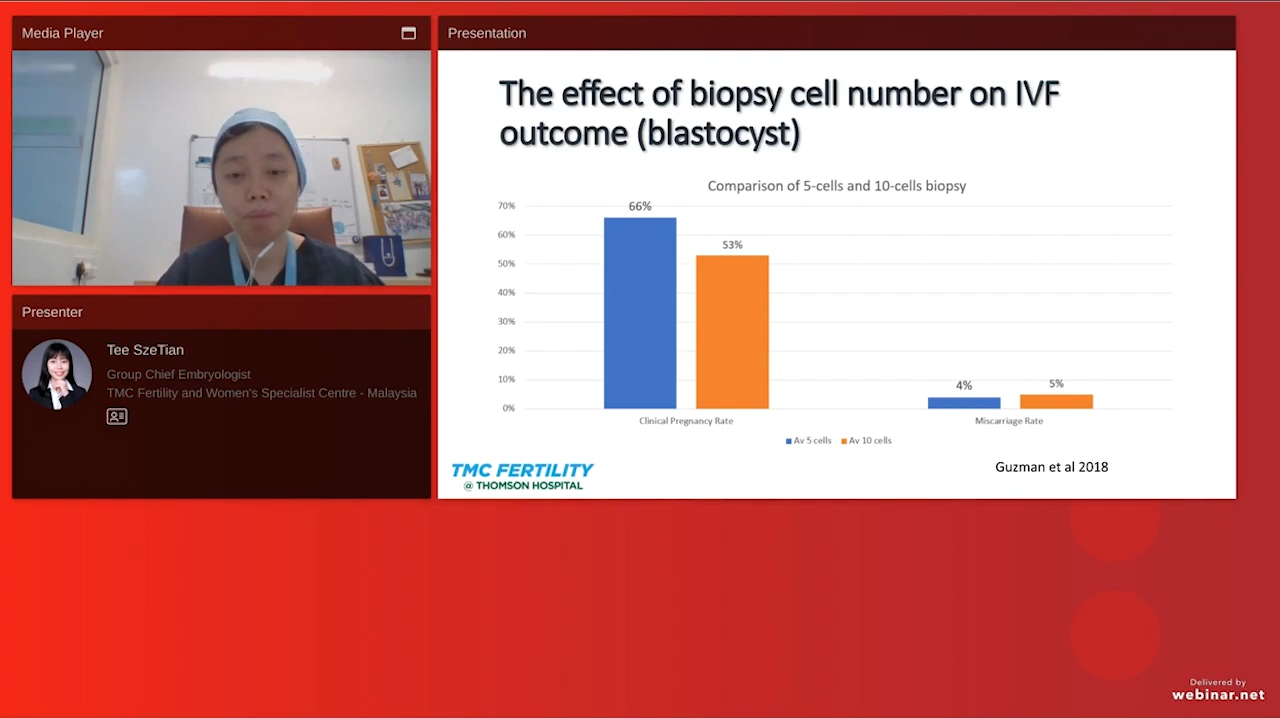 Media Player
Presenter
Tee SzeTian
Group Chief Embryologist
TMC Fertility and Women's Specialist Centre - Malaysia
Presentation
The effect of biopsy cell number on IVF
outcome (blastocyst)
Comparison of 5-cells and 10-cells biopsy
70%
60%
50%
40%
30%
20%
10%
0%
66%
53%
4%
5%
Clinical Pregnancy Rate
Miscarriage Rate
Av 5 cells Av 10 cells
Guzman et al 2018
TMC FERTILITY
@ THOMSON HOSPITAL
Delivered by
webinar.net